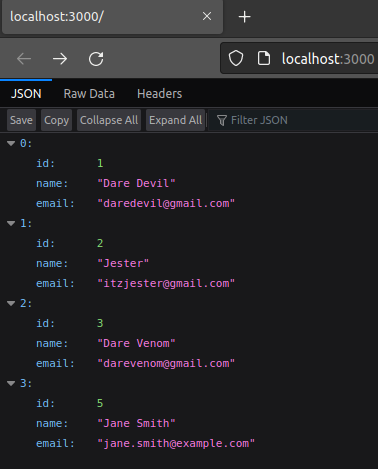 localhost:3000/
localhost:3000
JSON Raw Data Headers
Save Copy Collapse All Expand All Filter JSON
0:
id: 1
name: "Dare Devil"
email: "daredevil@gmail.com"
1:
id: 2
name: "Jester"
email: "itzjester@gmail.com"
2:
id: 3
name: "Dare Venom"
email: "darevenom@gmail.com"
3:
id: 5
name: "Jane Smith"
email: "jane.smith@example.com"